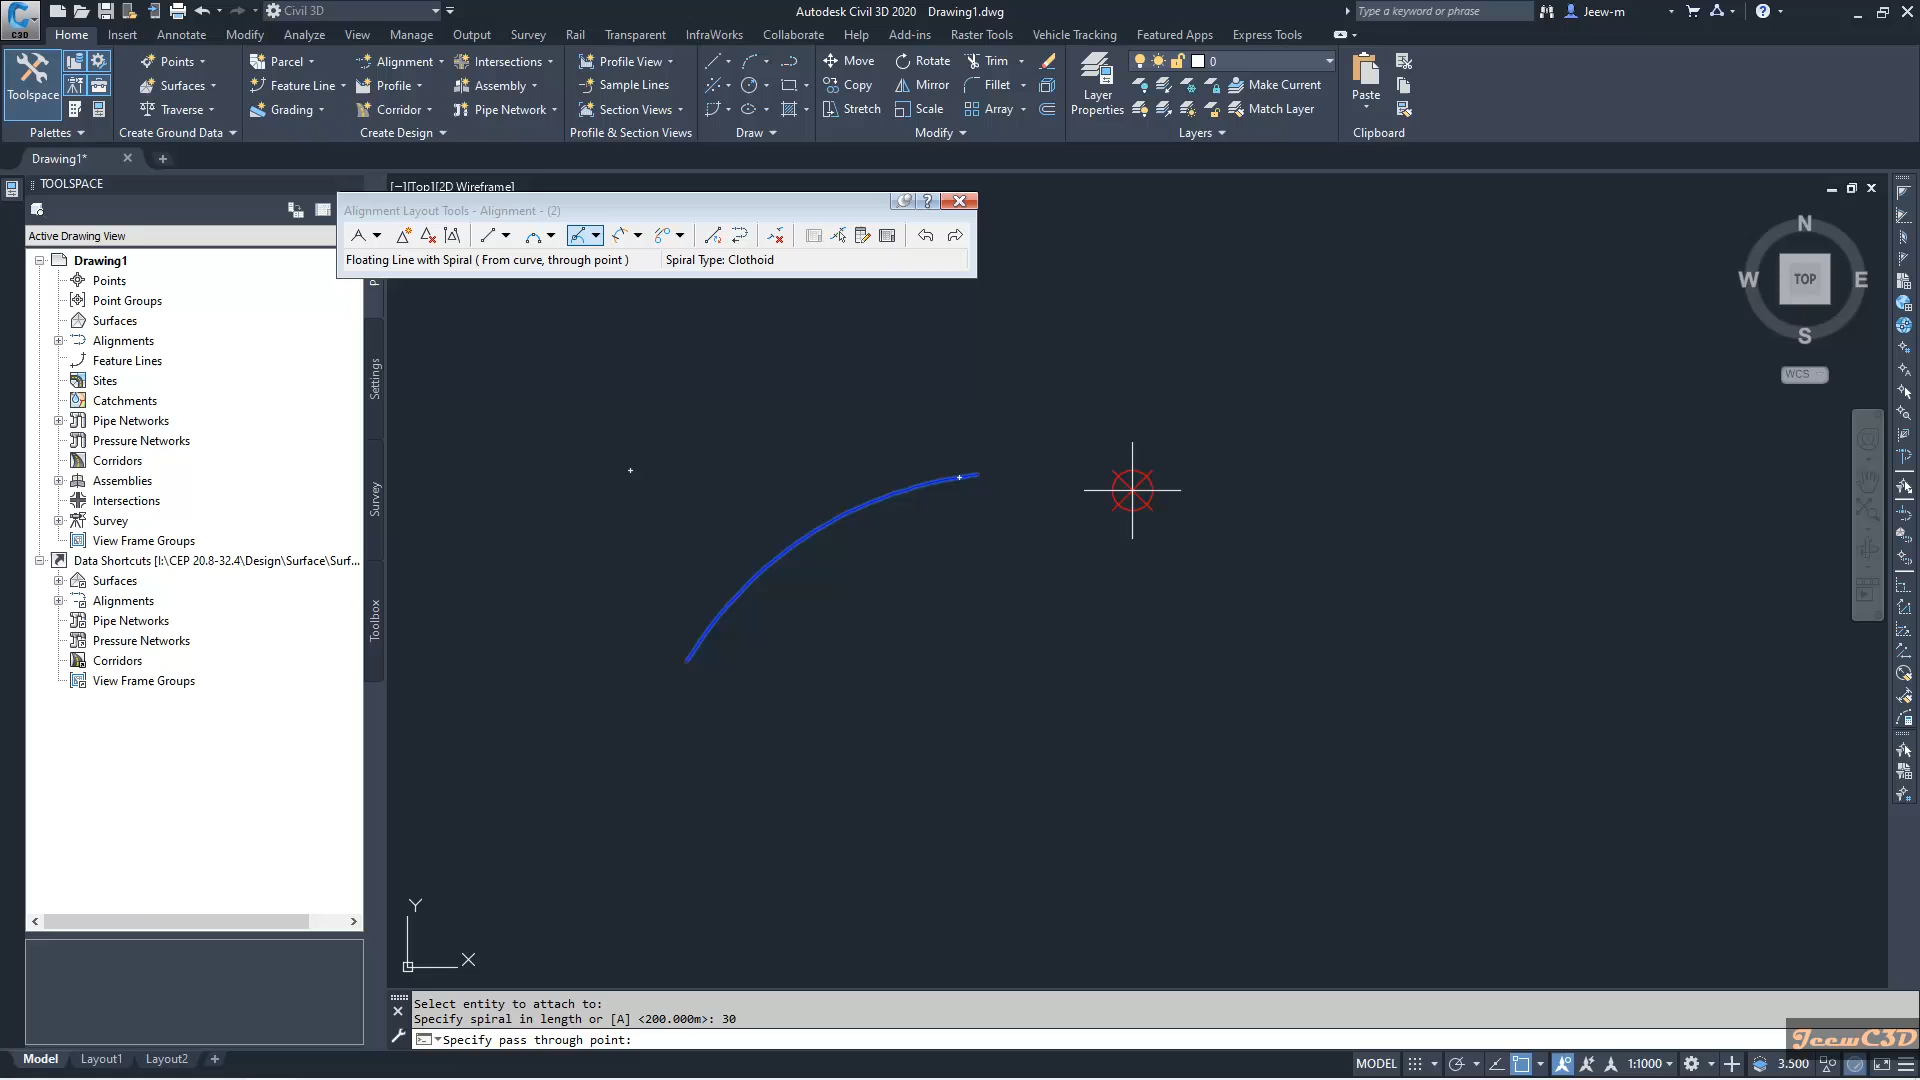 Civil 3D
Autodesk Civil 3D 2020 Drawing1.dwg
Type a keyword or phrase
Jeew-m
C3D
Home Insert Annotate Modify Analyze View Manage Output Survey Rail Transparent InfraWorks Collaborate Help Add-ins Raster Tools Vehicle Tracking Featured Apps Express Tools
Points Parcel Alignment Intersections Profile View Move Rotate Trim 0
Toolspace Surfaces Feature Line Profile Assembly Sample Lines Copy Mirror Fillet Layer Properties Make Current Paste
Traverse Grading Corridor Pipe Network Section Views Stretch Scale Array Match Layer
Palettes Create Ground Data Create Design Profile & Section Views Draw Modify Layers Clipboard
Drawing1*
TOOLSPACE
[−][Top][2D Wireframe]
Alignment Layout Tools - Alignment - (2)
Floating Line with Spiral ( From curve, through point ) Spiral Type: Clothoid
Active Drawing View
Drawing1
Points
Point Groups
Surfaces
Alignments
Feature Lines
Sites
Catchments
Pipe Networks
Pressure Networks
Corridors
Assemblies
Intersections
Survey
View Frame Groups
Data Shortcuts [I:\CEP 20.8-32.4\Design\Surface\Surf...
Surfaces
Alignments
Pipe Networks
Pressure Networks
Corridors
View Frame Groups
Settings
Survey
Toolbox
N
W TOP E
S
WCS
Y
X
Select entity to attach to:
Specify spiral in length or [A] <200.000m>: 30
Specify pass through point:
JeewC3D
Model Layout1 Layout2
MODEL 1:1000 3.500